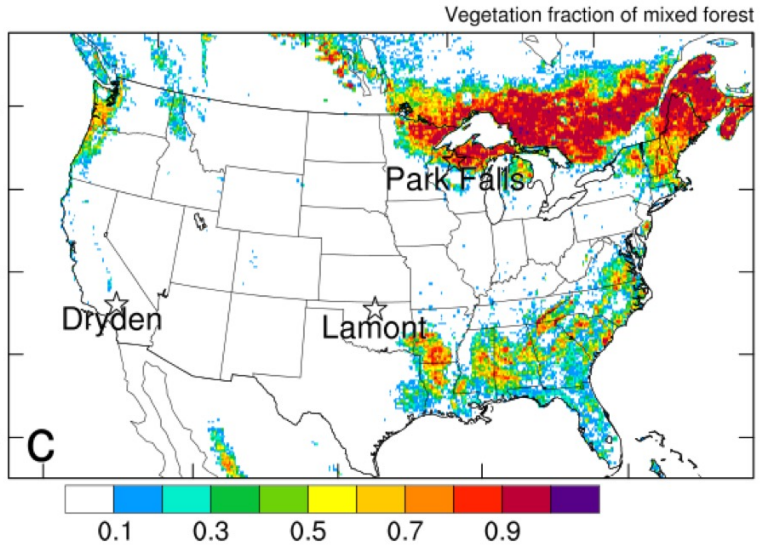 Vegetation fraction of mixed forest
Park Falls
Dryden
Lamont
C
0.1 0.3 0.5 0.7 0.9